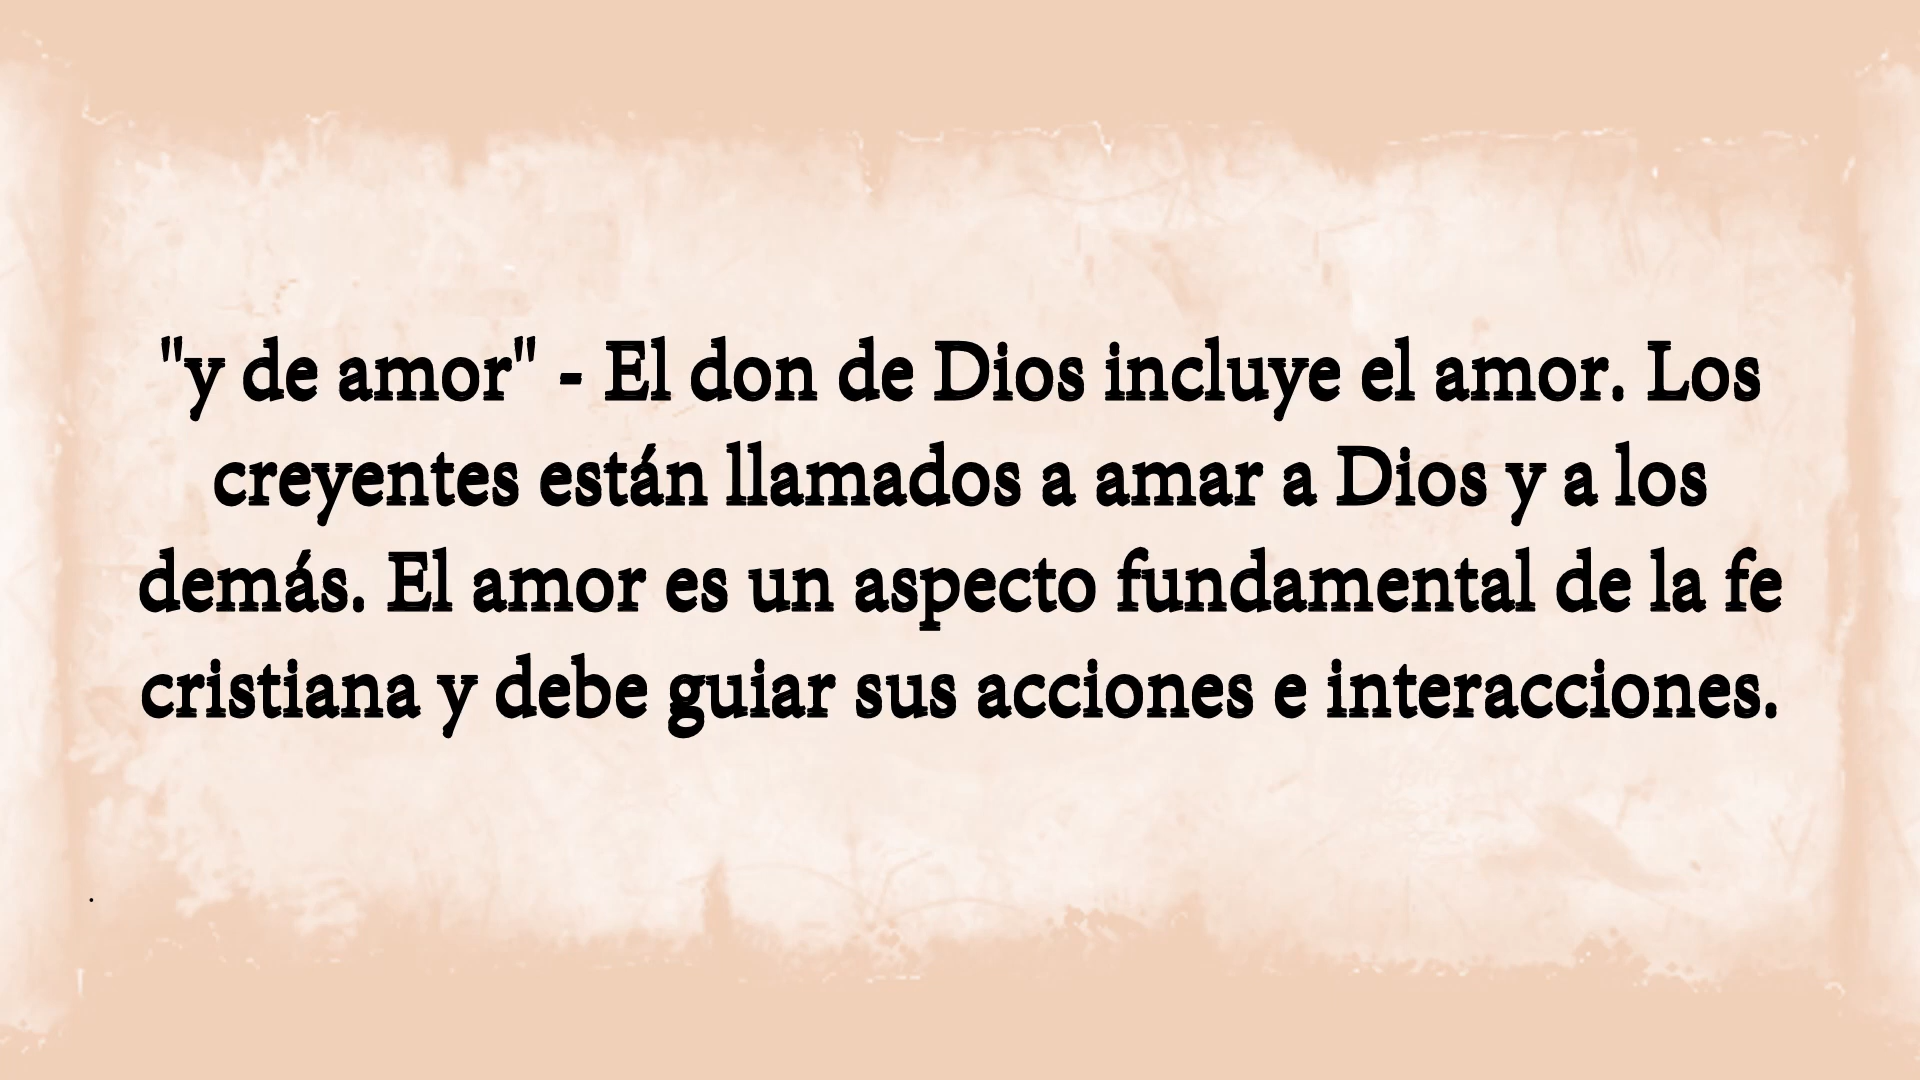 "y de amor" - El don de Dios incluye el amor. Los
creyentes están llamados a amar a Dios y a los
demás. El amor es un aspecto fundamental de la fe
cristiana y debe guiar sus acciones e interacciones.
.